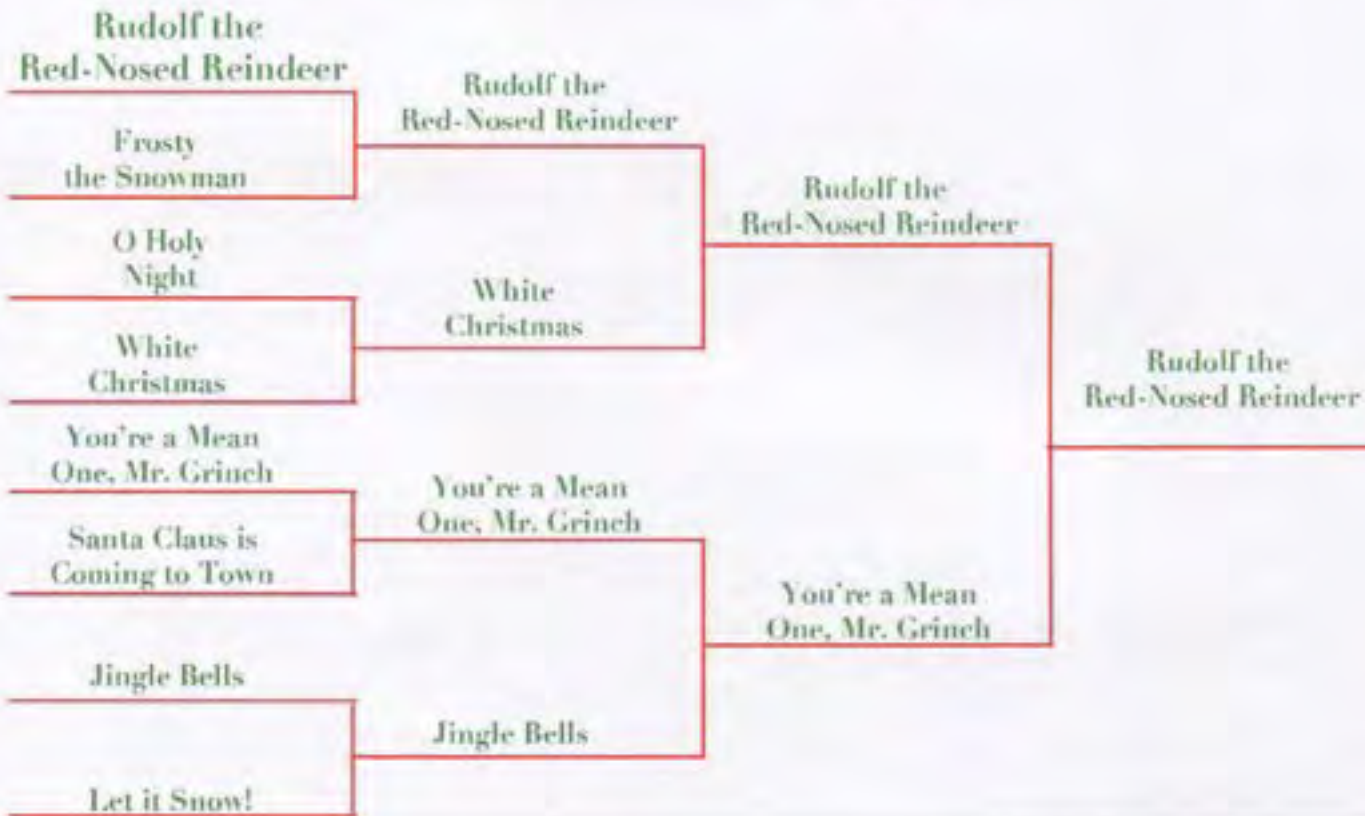 Rudolf the
Red-Nosed Reindeer
Frosty
the Snowman
O Holy
Night
White
Christmas
You're a Mean
One, Mr. Grinch
Santa Claus is
Coming to Town
Jingle Bells
Let it Snow!
Rudolf the
Red-Nosed Reindeer
White
Christmas
You're a Mean
One, Mr. Grinch
Jingle Bells
Rudolf the
Red-Nosed Reindeer
You're a Mean
One, Mr. Grinch
Rudolf the
Red-Nosed Reindeer